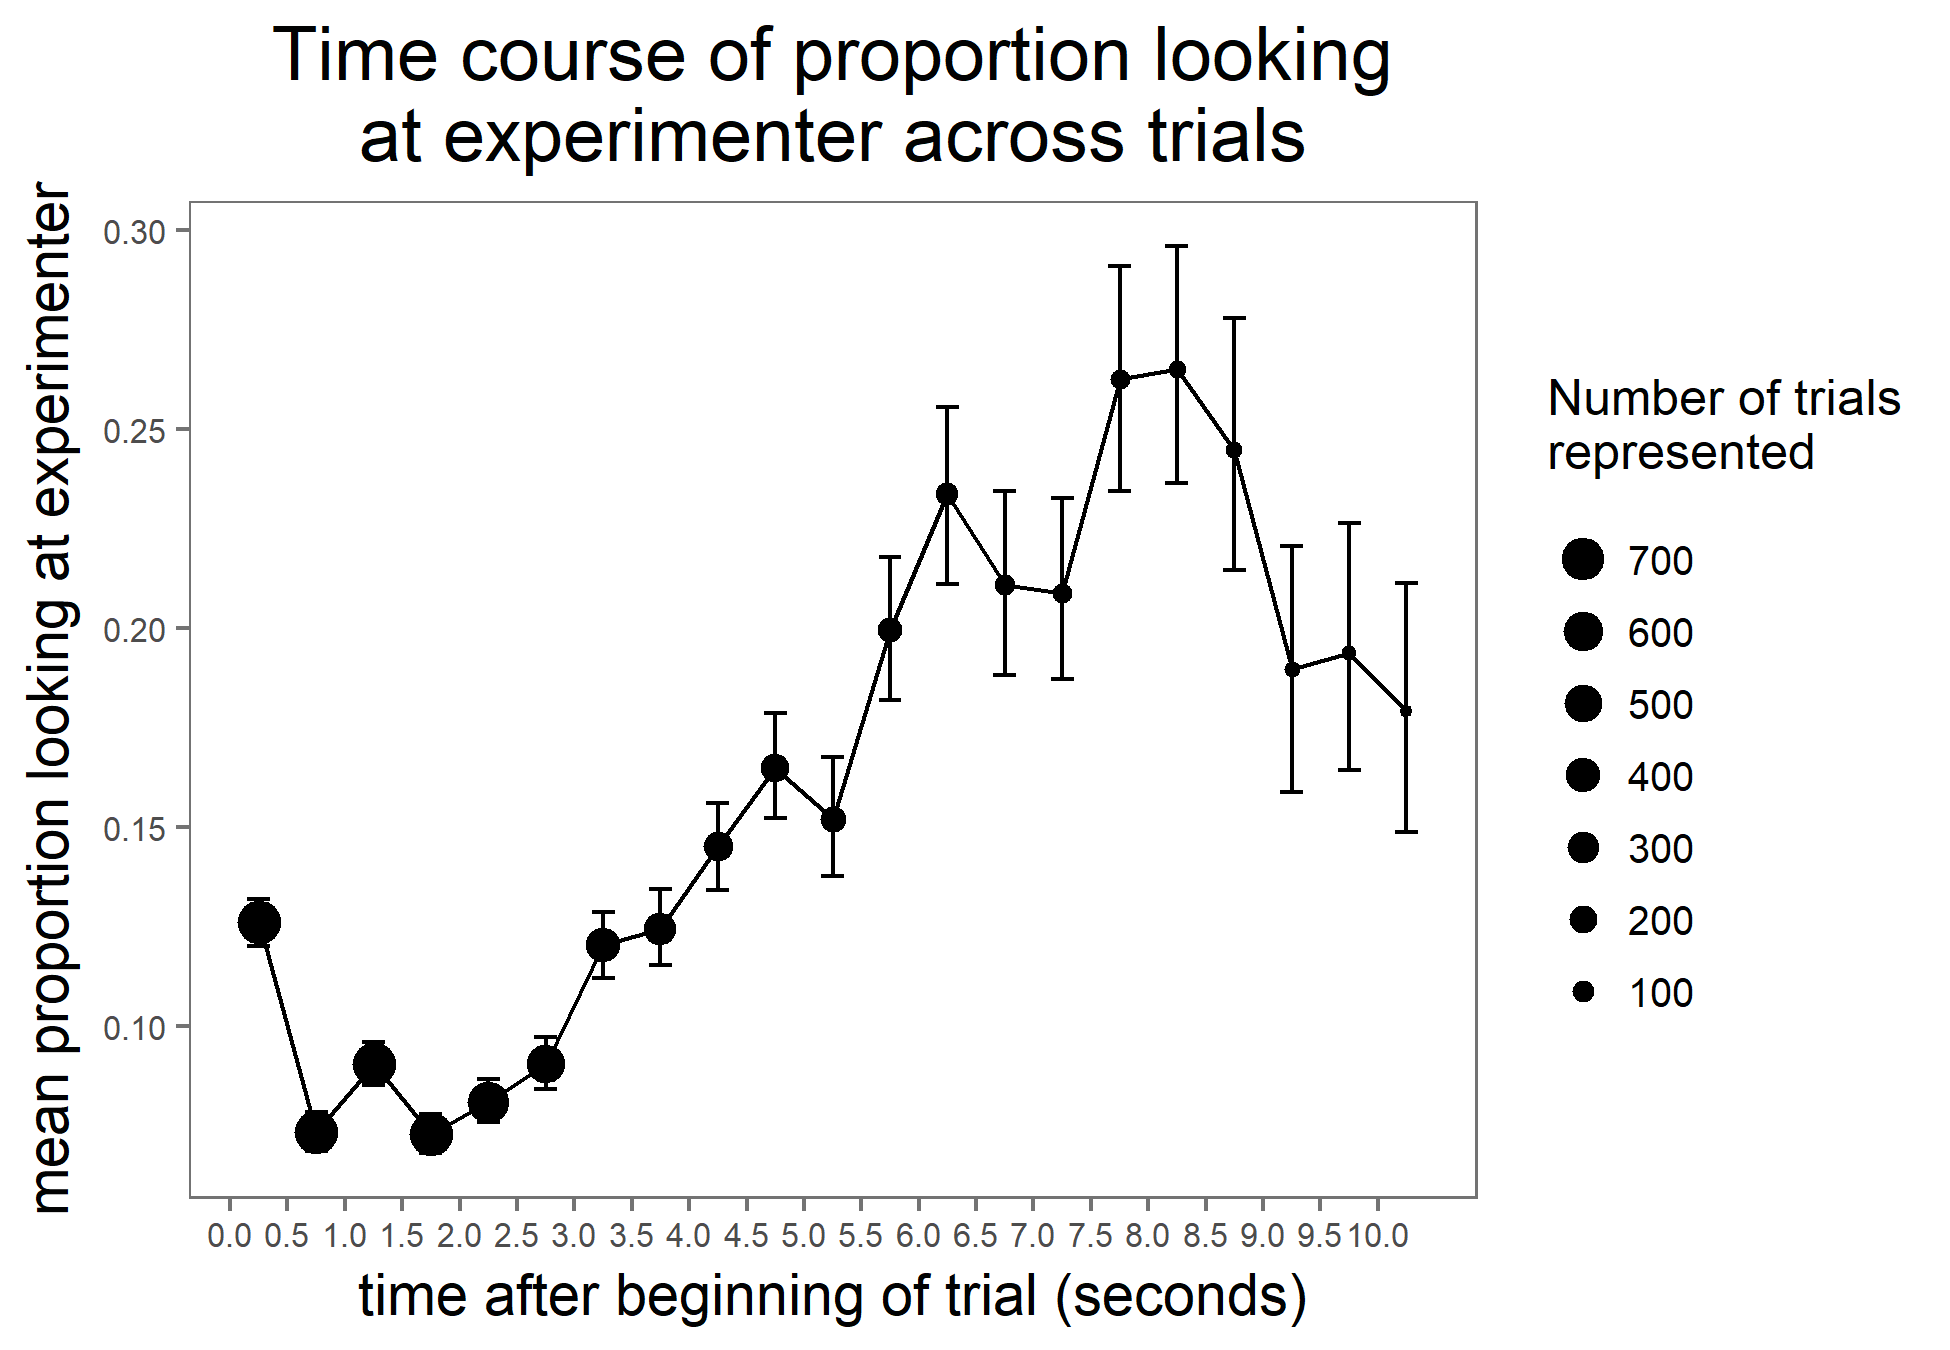 Time course of proportion looking
at experimenter across trials
mean proportion looking at experimenter
0.30
0.25
0.20
0.15
0.10
0.0 0.5 1.0 1.5 2.0 2.5 3.0 3.5 4.0 4.5 5.0 5.5 6.0 6.5 7.0 7.5 8.0 8.5 9.0 9.5 10.0
time after beginning of trial (seconds)
Number of trials
represented
700
600
500
400
300
200
100